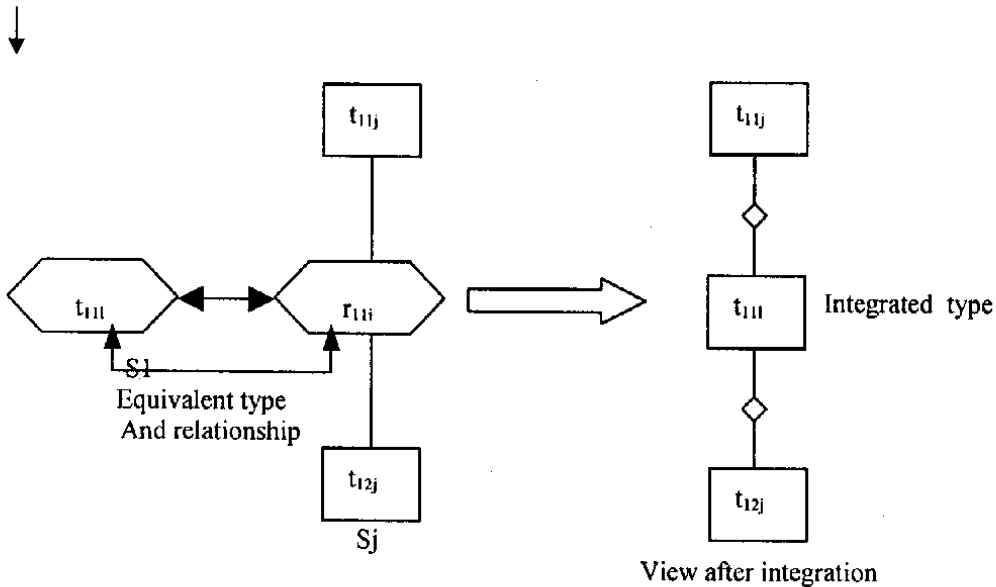 t11j
t11l
r11i
S1
Equivalent type
And relationship
t12j
Sj
t11j
t11l
Integrated type
t12j
View after integration